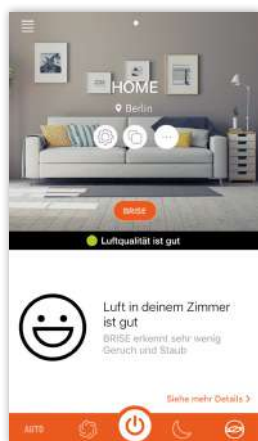 HOME
Berlin
BRISE
Luftqualität ist gut
Luft in deinem Zimmer
ist gut
BRISE erkennt sehr wenig
Geruch und Staub
Siehe mehr Details >
AUTO